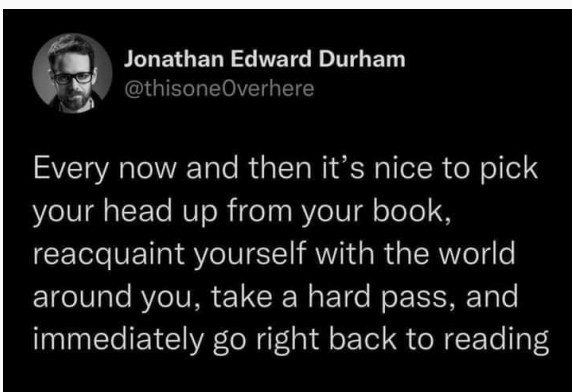 Jonathan Edward Durham
@thisoneOverhere
Every now and then it’s nice to pick
your head up from your book,
reacquaint yourself with the world
around you, take a hard pass, and
immediately go right back to reading